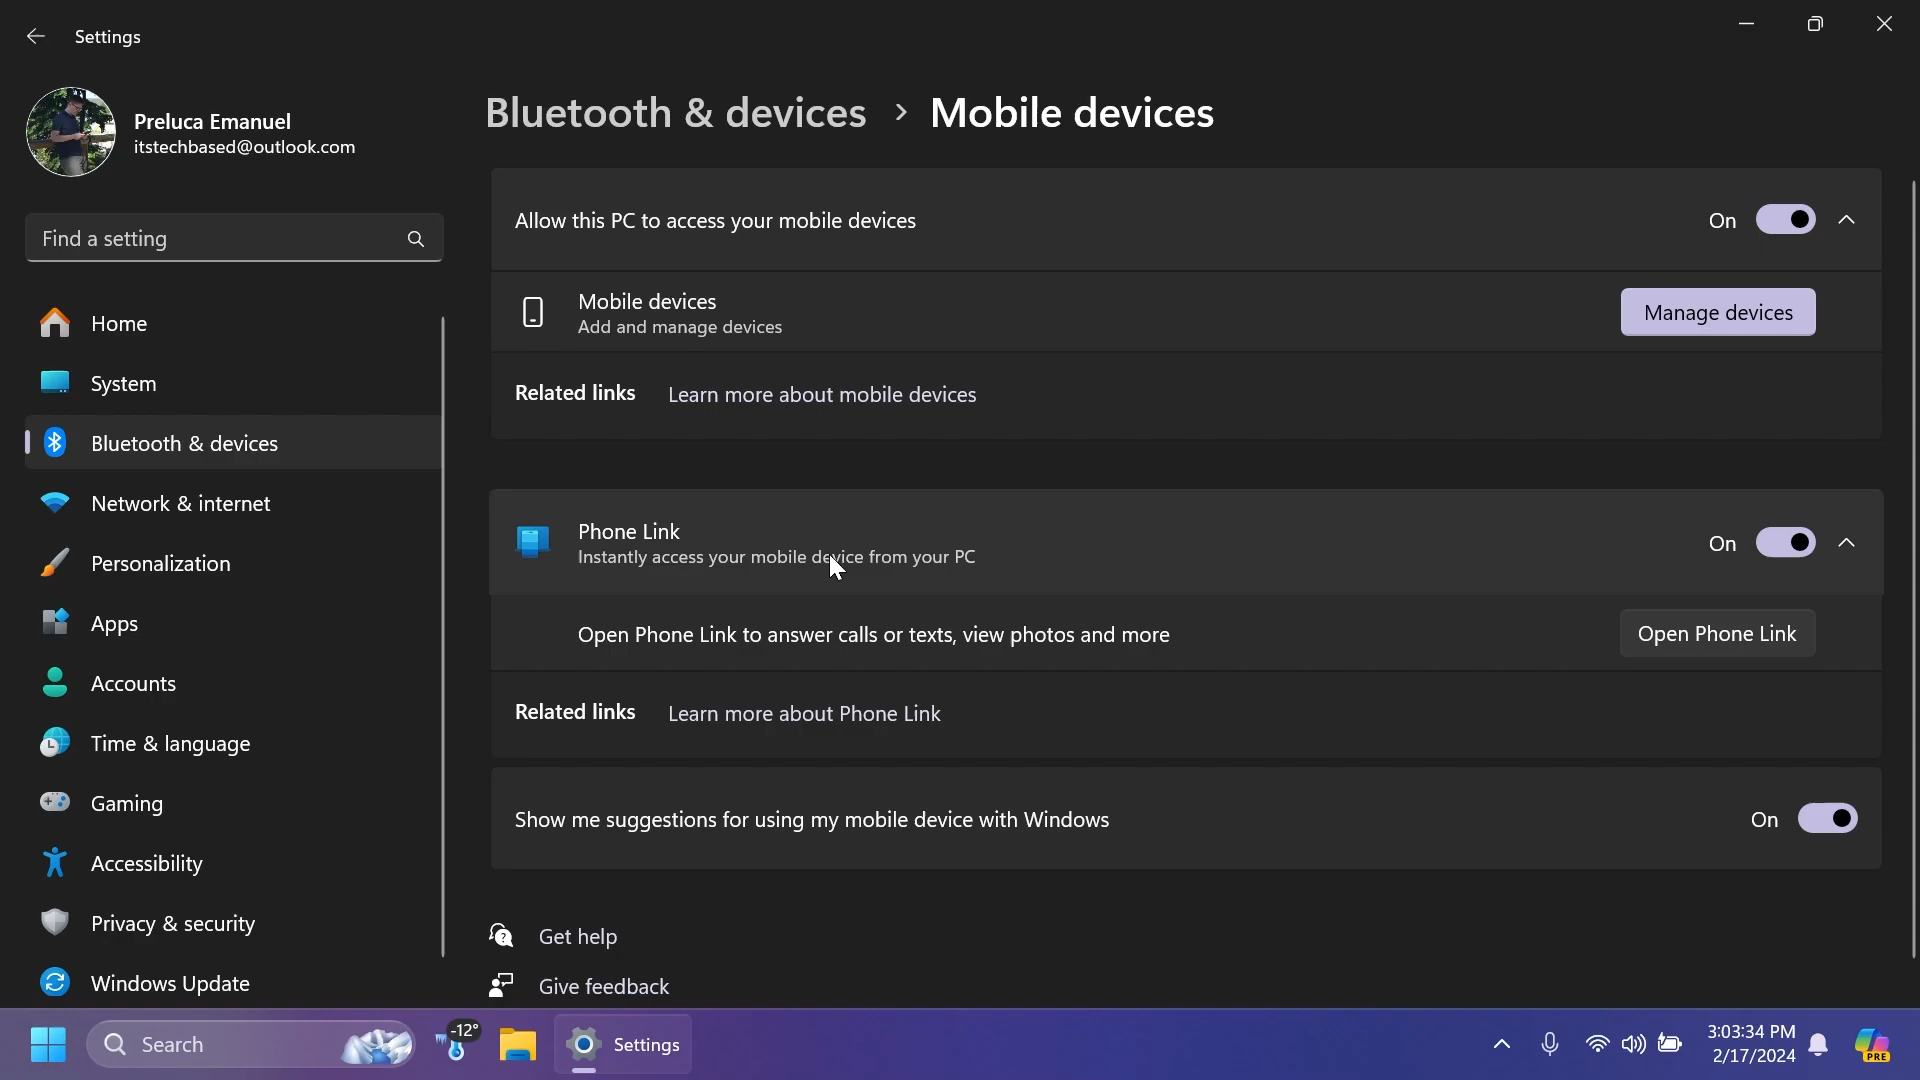 Settings
Preluca Emanuel
itstechbased@outlook.com
Find a setting
Home
System
Bluetooth & devices
Network & internet
Personalization
Apps
Accounts
Time & language
Gaming
Accessibility
Privacy & security
Windows Update
Bluetooth & devices > Mobile devices
Allow this PC to access your mobile devices On
Mobile devices
Add and manage devices
Manage devices
Related links Learn more about mobile devices
Phone Link
Instantly access your mobile device from your PC
On
Open Phone Link to answer calls or texts, view photos and more Open Phone Link
Related links Learn more about Phone Link
Show me suggestions for using my mobile device with Windows On
Get help
Give feedback
Search
-12°
Settings
3:03:34 PM
2/17/2024
PRE